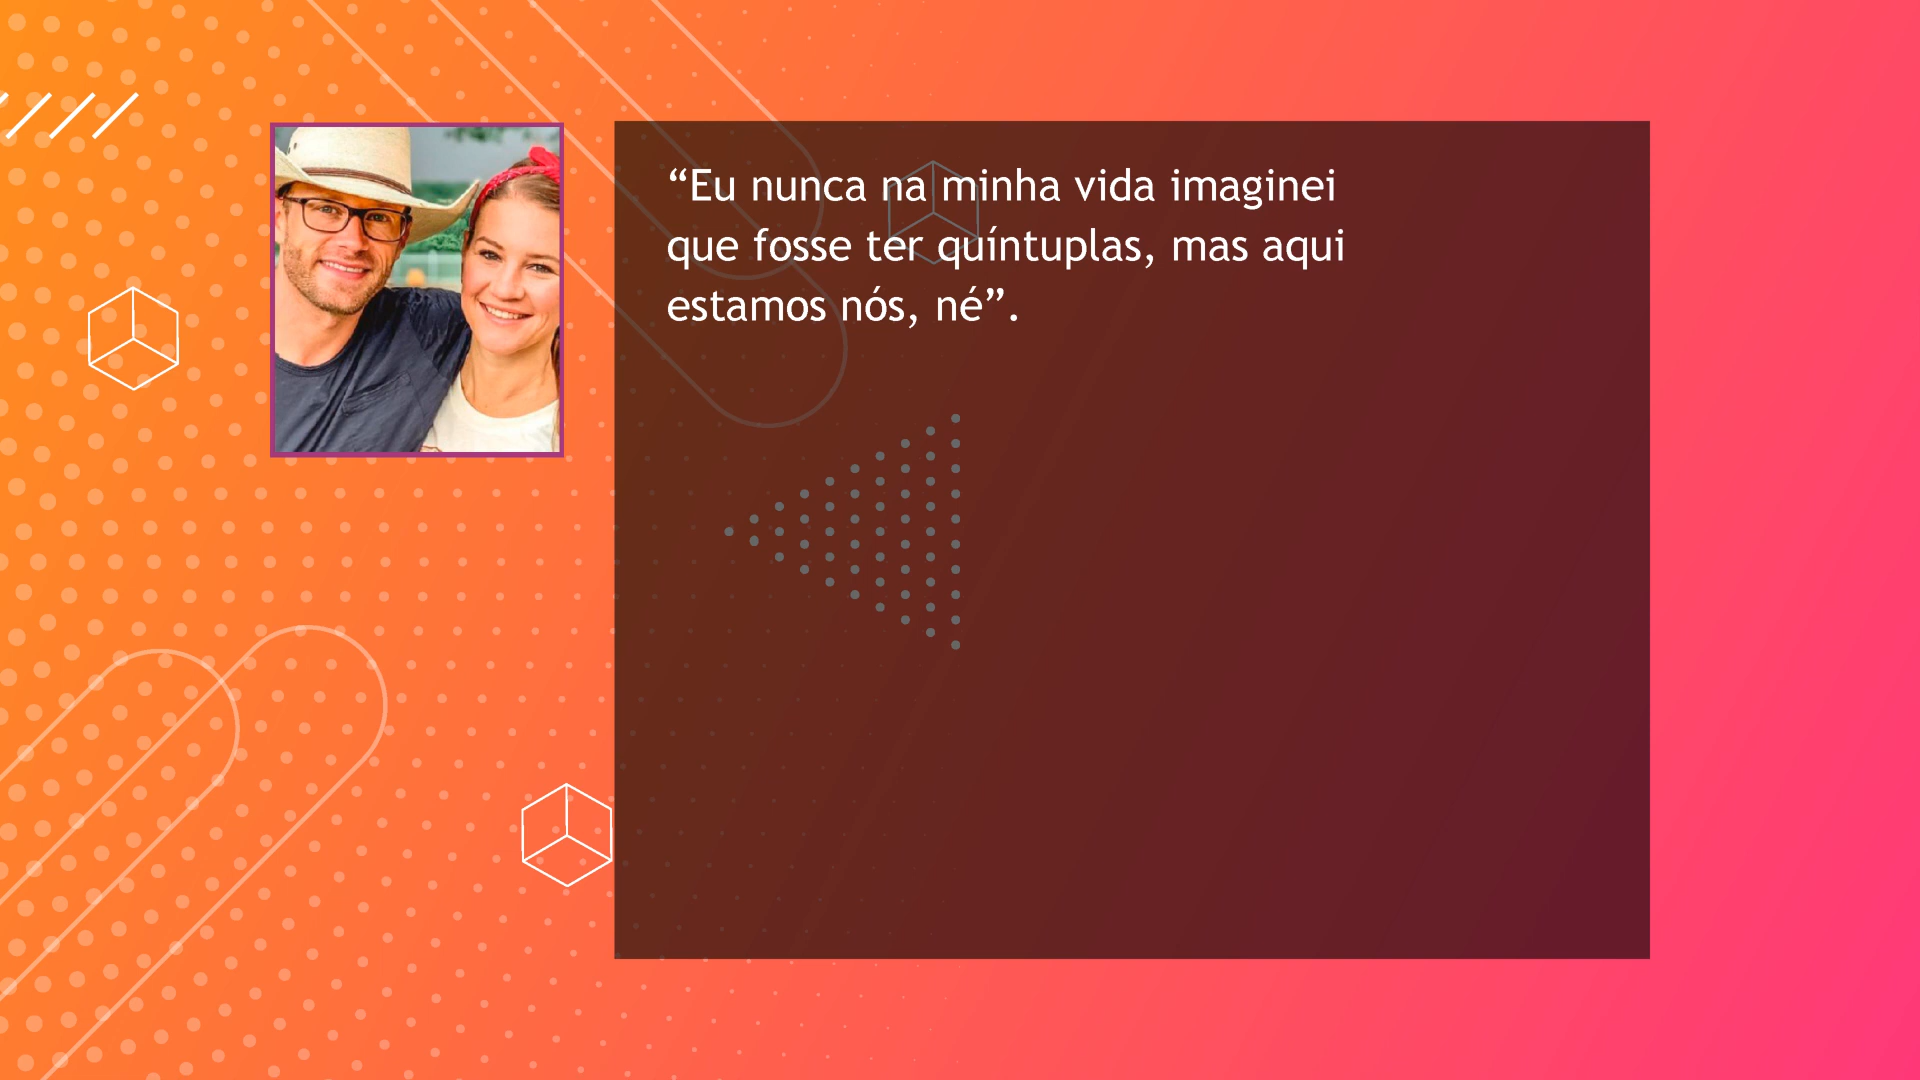 “Eu nunca na minha vida imaginei
que fosse ter quíntuplas, mas aqui
estamos nós, né”.